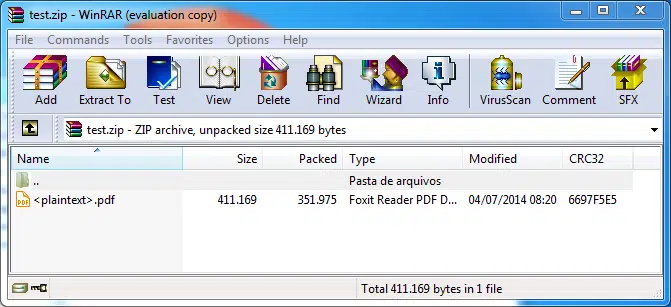 test.zip - WinRAR (evaluation copy)
File Commands Tools Favorites Options Help
Add Extract To Test View Delete Find Wizard Info VirusScan Comment SFX
test.zip - ZIP archive, unpacked size 411.169 bytes
Name Size Packed Type Modified CRC32
.. Pasta de arquivos
<plaintext>.pdf 411.169 351.975 Foxit Reader PDF D... 04/07/2014 08:20 6697F5E5
Total 411.169 bytes in 1 file